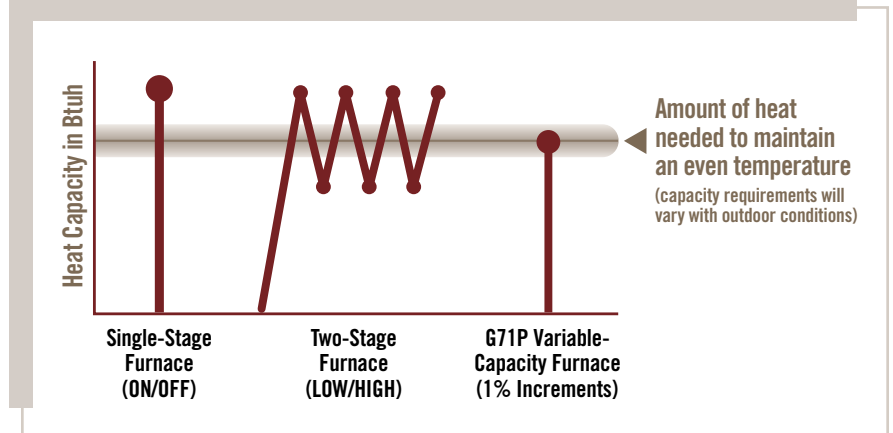 Heat Capacity in Btuh
Amount of heat
needed to maintain
an even temperature
(capacity requirements will
vary with outdoor conditions)
Single-Stage
Furnace
(ON/OFF)
Two-Stage
Furnace
(LOW/HIGH)
G71P Variable-
Capacity Furnace
(1% Increments)